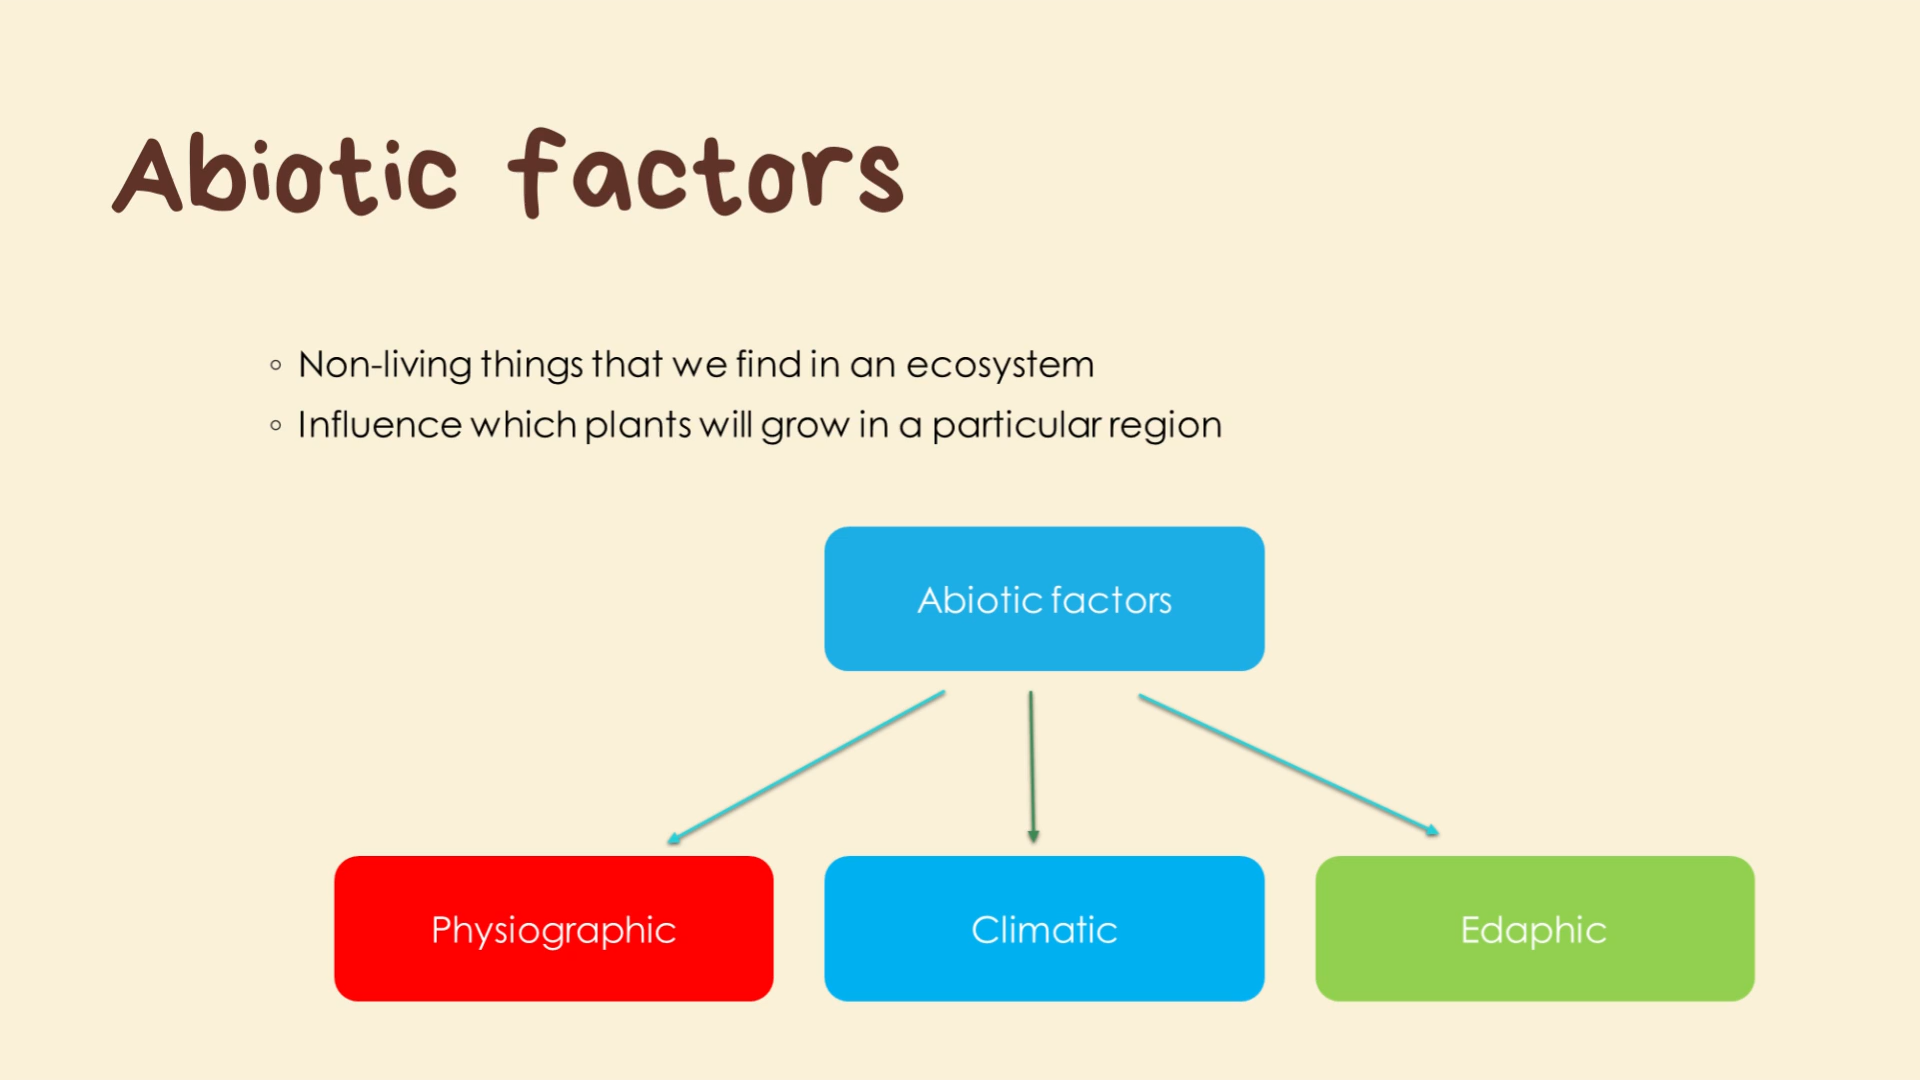 Abiotic factors
◦ Non-living things that we find in an ecosystem
◦ Influence which plants will grow in a particular region
Abiotic factors
Physiographic
Climatic
Edaphic